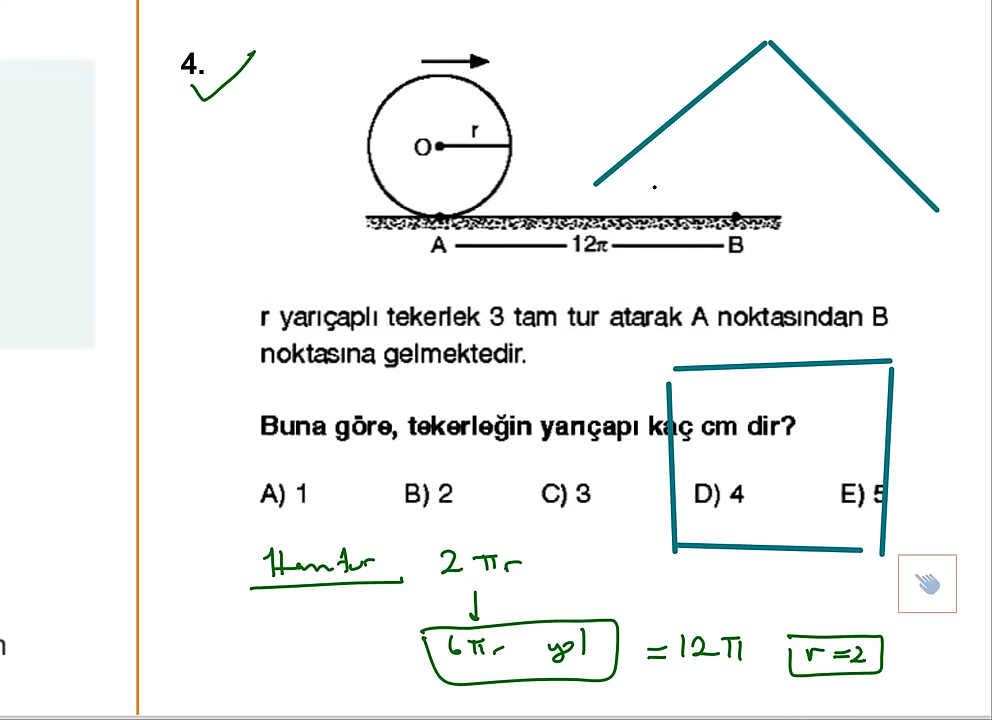 4.
O r
A 12π B
r yarıçaplı tekerlek 3 tam tur atarak A noktasından B
noktasına gelmektedir.
Buna göre, tekerleğin yarıçapı kaç cm dir?
A) 1 B) 2 C) 3 D) 4 E) 5
Her tur 2πr
6πr yol = 12π r=2